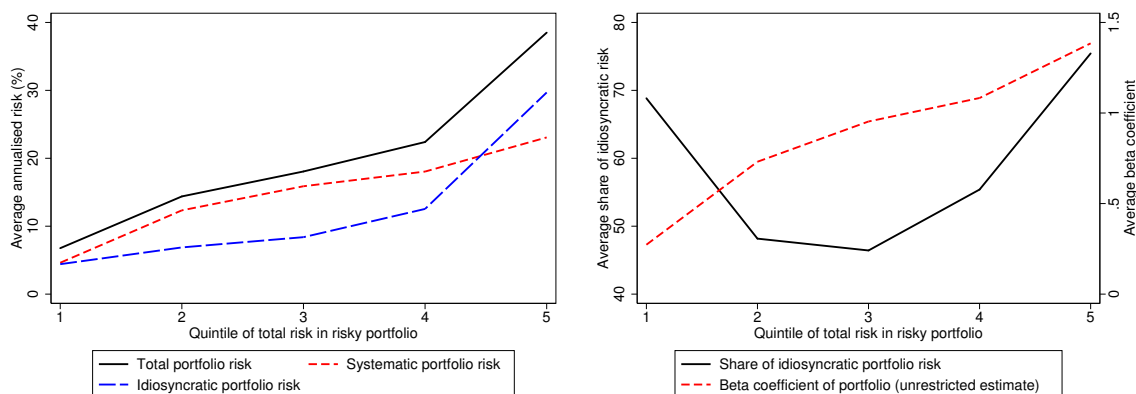 Average annualised risk (%)
40
30
20
10
0
1 2 3 4 5
Quintile of total risk in risky portfolio
Total portfolio risk
Systematic portfolio risk
Idiosyncratic portfolio risk
Average share of idiosyncratic risk
80
70
60
50
40
1.5
1
.5
0
Average beta coefficient
1 2 3 4 5
Quintile of total risk in risky portfolio
Share of idiosyncratic portfolio risk
Beta coefficient of portfolio (unrestricted estimate)